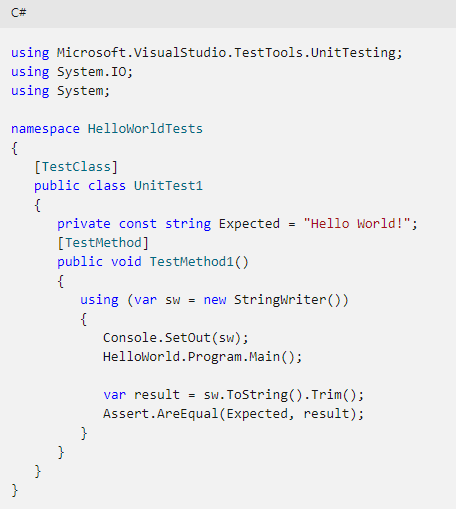 C#
using Microsoft.VisualStudio.TestTools.UnitTesting;
using System.IO;
using System;
namespace HelloWorldTests
{
[TestClass]
public class UnitTest1
{
private const string Expected = "Hello World!";
[TestMethod]
public void TestMethod1()
{
using (var sw = new StringWriter())
{
Console.SetOut(sw);
HelloWorld.Program.Main();
var result = sw.ToString().Trim();
Assert.AreEqual(Expected, result);
}
}
}
}